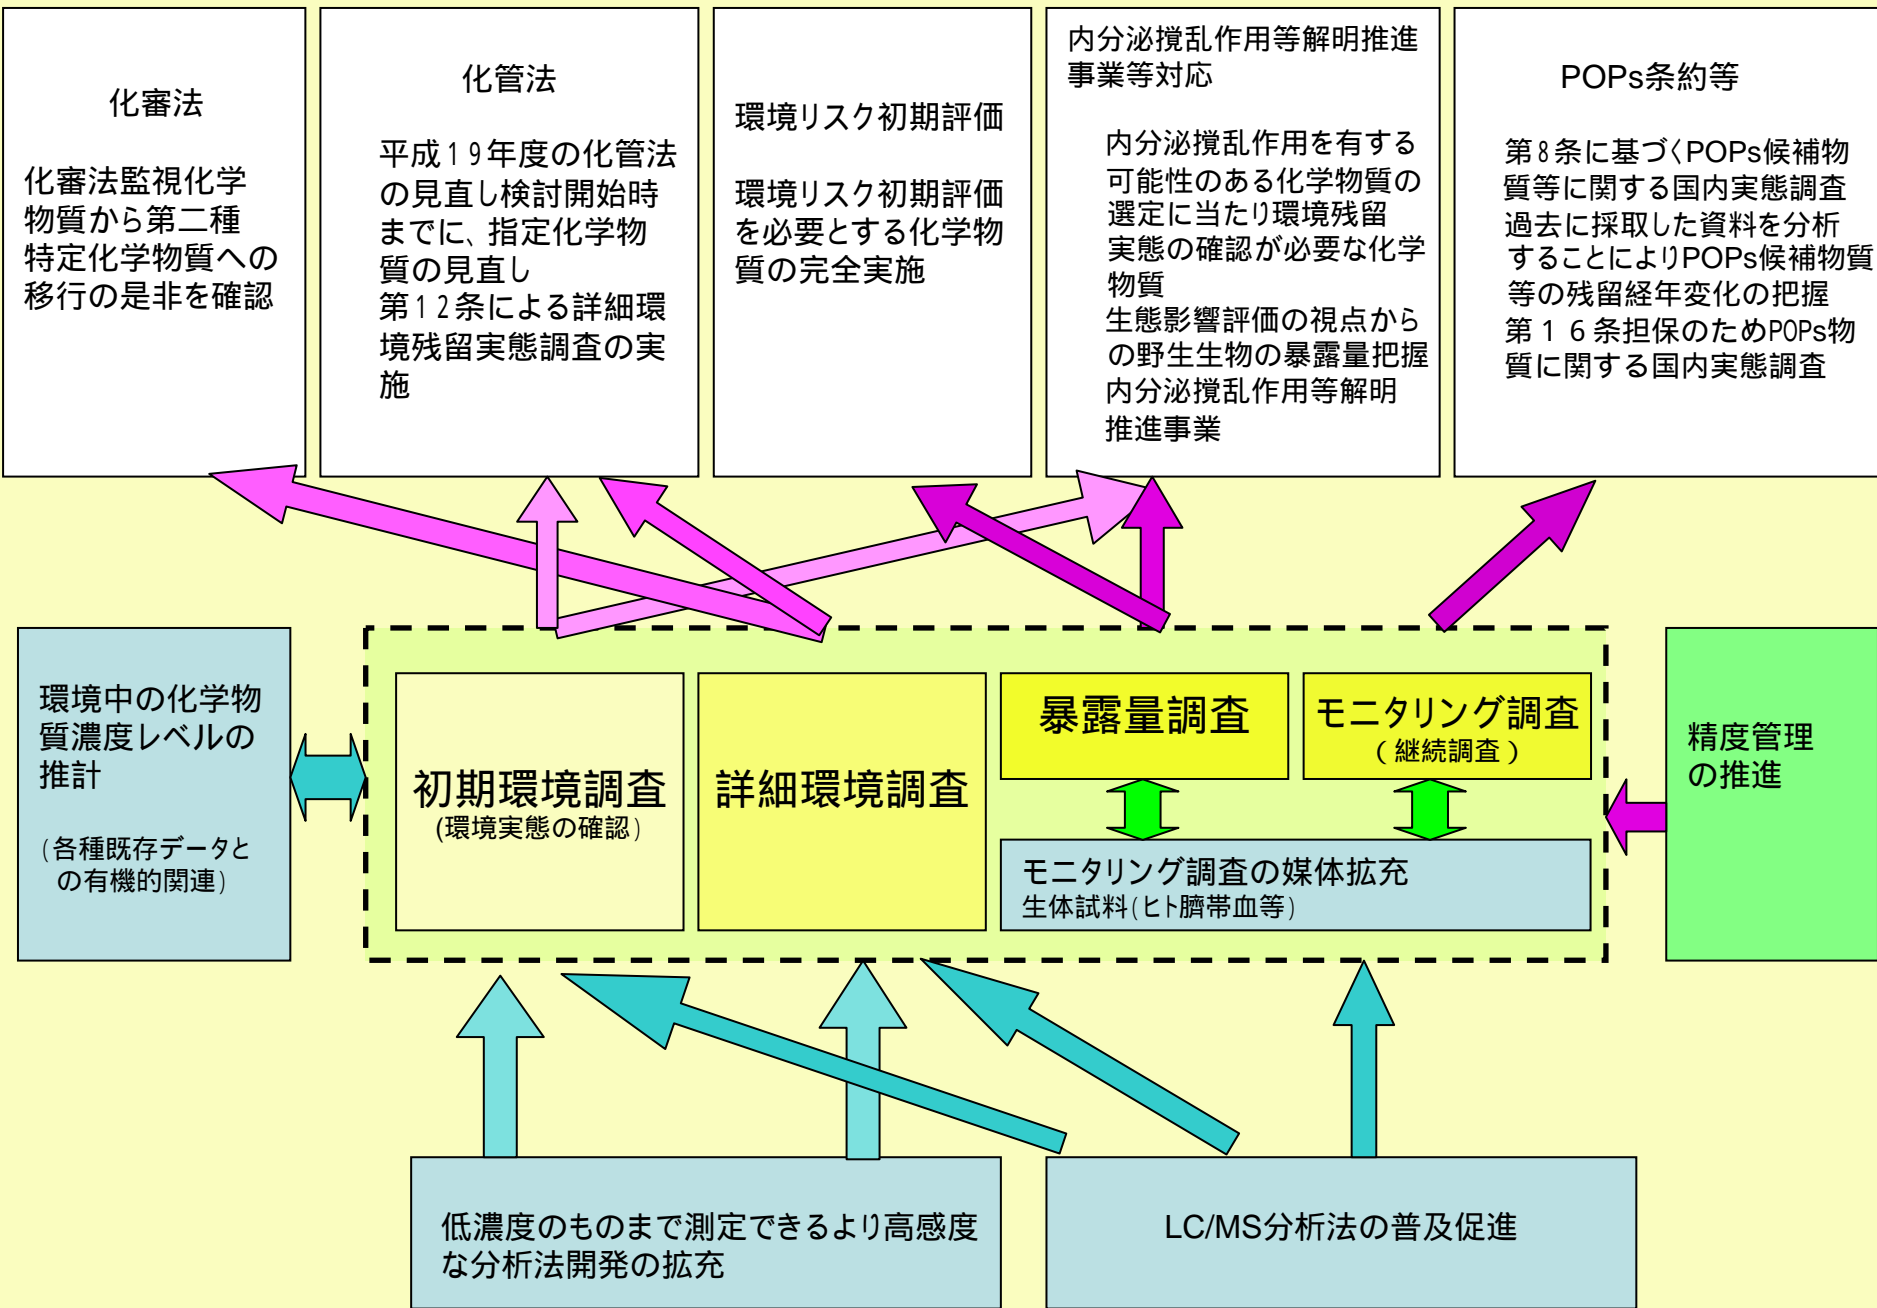 化審法
化審法監視化学
物質から第二種
特定化学物質への
移行の是非を確認
化管法
平成19年度の化管法
の見直し検討開始時
までに、指定化学物
質の見直し
第12条による詳細環
境残留実態調査の実
施
環境リスク初期評価
環境リスク初期評価
を必要とする化学物
質の完全実施
内分泌撹乱作用等解明推進
事業等対応
内分泌撹乱作用を有する
可能性のある化学物質の
選定に当たり環境残留
実態の確認が必要な化学
物質
生態影響評価の視点から
の野生生物の暴露量把握
内分泌撹乱作用等解明
推進事業
POPs条約等
第8条に基づくPOPs候補物
質等に関する国内実態調査
過去に採取した資料を分析
することによりPOPs候補物質
等の残留経年変化の把握
第16条担保のためPOPs物
質に関する国内実態調査
環境中の化学物
質濃度レベルの
推計
(各種既存データと
の有機的関連)
初期環境調査
(環境実態の確認)
詳細環境調査
暴露量調査
モニタリング調査
(継続調査)
モニタリング調査の媒体拡充
生体試料(ヒト臍帯血等)
精度管理
の推進
低濃度のものまで測定できるより高感度
な分析法開発の拡充
LC/MS分析法の普及促進